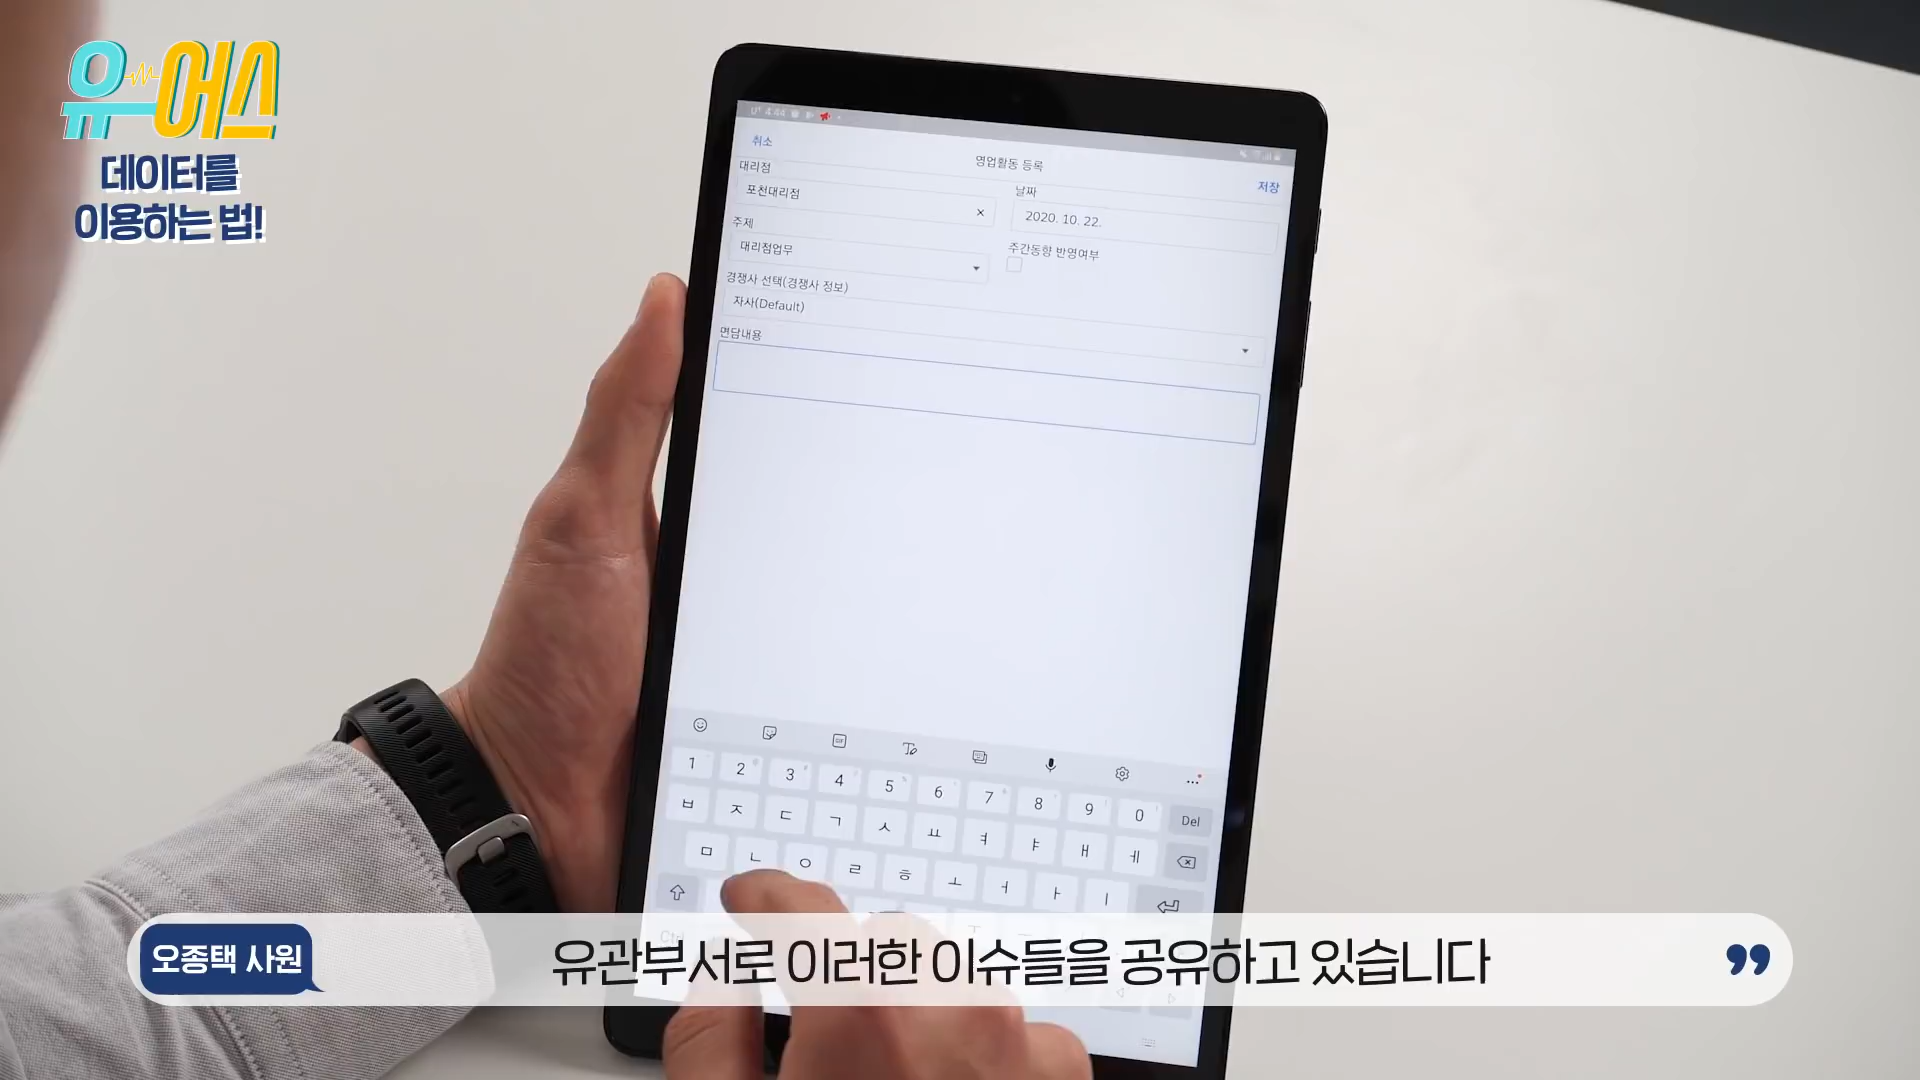 유어스
데이터를
이용하는 법!
4:44
취소
영업활동 등록
저장
대리점
포천대리점
날짜
2020. 10. 22.
주제
대리점업무
주간동향 반영여부
경쟁사 선택(경쟁사 정보)
자사(Default)
면담내용
GIF
1 2 3 4 5 6 7 8 9 0 Del
ㅂ ㅈ ㄷ ㄱ ㅅ ㅛ ㅕ ㅑ ㅐ ㅔ
ㅁ ㄴ ㅇ ㄹ ㅎ ㅗ ㅓ ㅏ ㅣ
Ctrl
오종택 사원
유관부서로 이러한 이슈들을 공유하고 있습니다